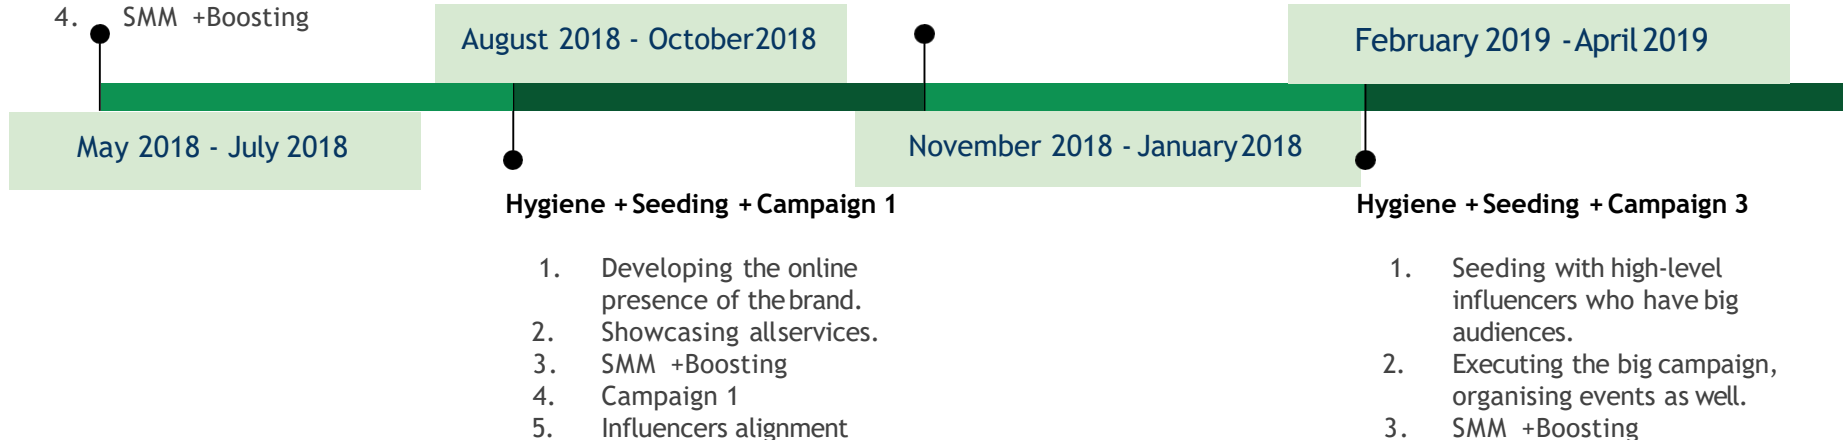 4. SMM +Boosting
August 2018 - October2018
February 2019 -April 2019
May 2018 - July 2018
November 2018 - January 2018
Hygiene + Seeding + Campaign 1
1. Developing the online
presence of thebrand.
2. Showcasing allservices.
3. SMM +Boosting
4. Campaign 1
5. Influencers alignment
Hygiene + Seeding + Campaign 3
1. Seeding with high-level
influencers who have big
audiences.
2. Executing the big campaign,
organising events as well.
3. SMM +Boosting